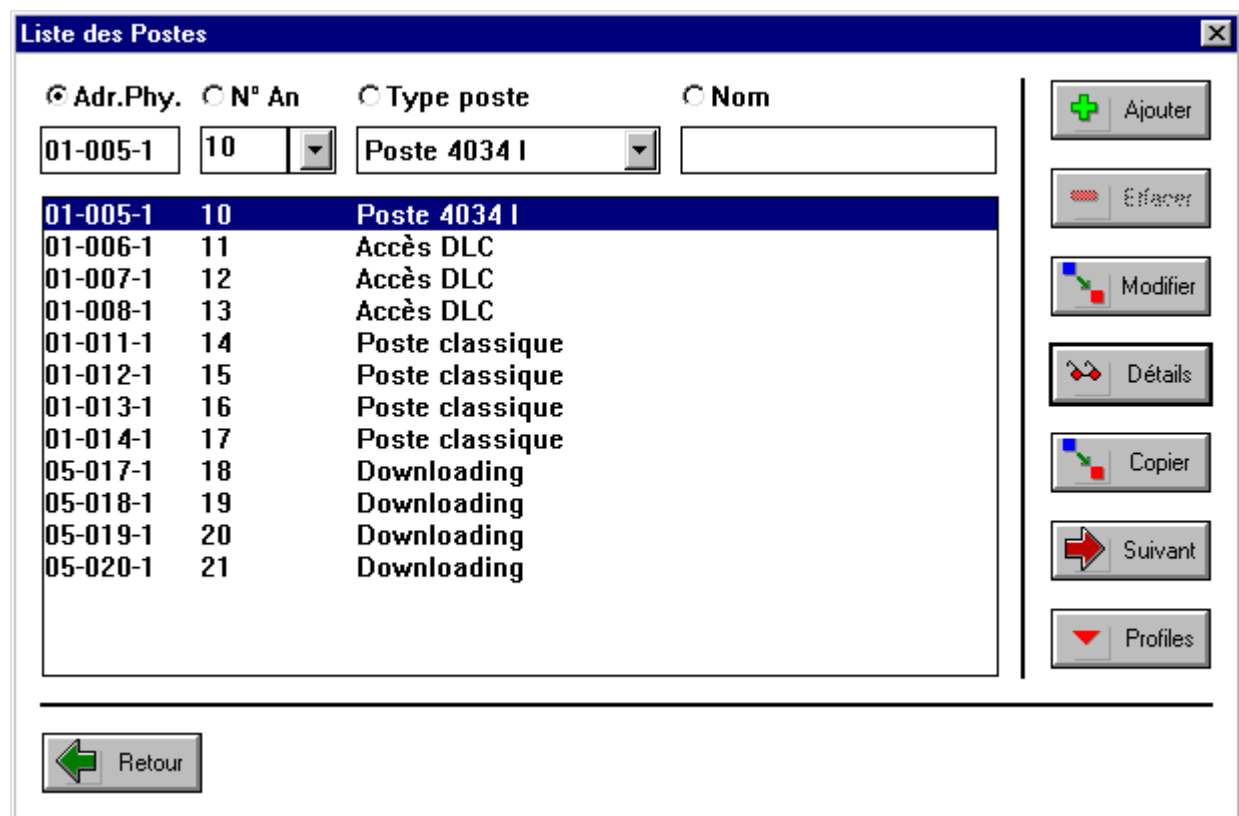 Liste des Postes
Adr.Phy. N° An Type poste Nom
01-005-1 10 Poste 4034 I
01-005-1 10 Poste 4034 I
01-006-1 11 Accès DLC
01-007-1 12 Accès DLC
01-008-1 13 Accès DLC
01-011-1 14 Poste classique
01-012-1 15 Poste classique
01-013-1 16 Poste classique
01-014-1 17 Poste classique
05-017-1 18 Downloading
05-018-1 19 Downloading
05-019-1 20 Downloading
05-020-1 21 Downloading
Ajouter
Effacer
Modifier
Détails
Copier
Suivant
Profiles
Retour